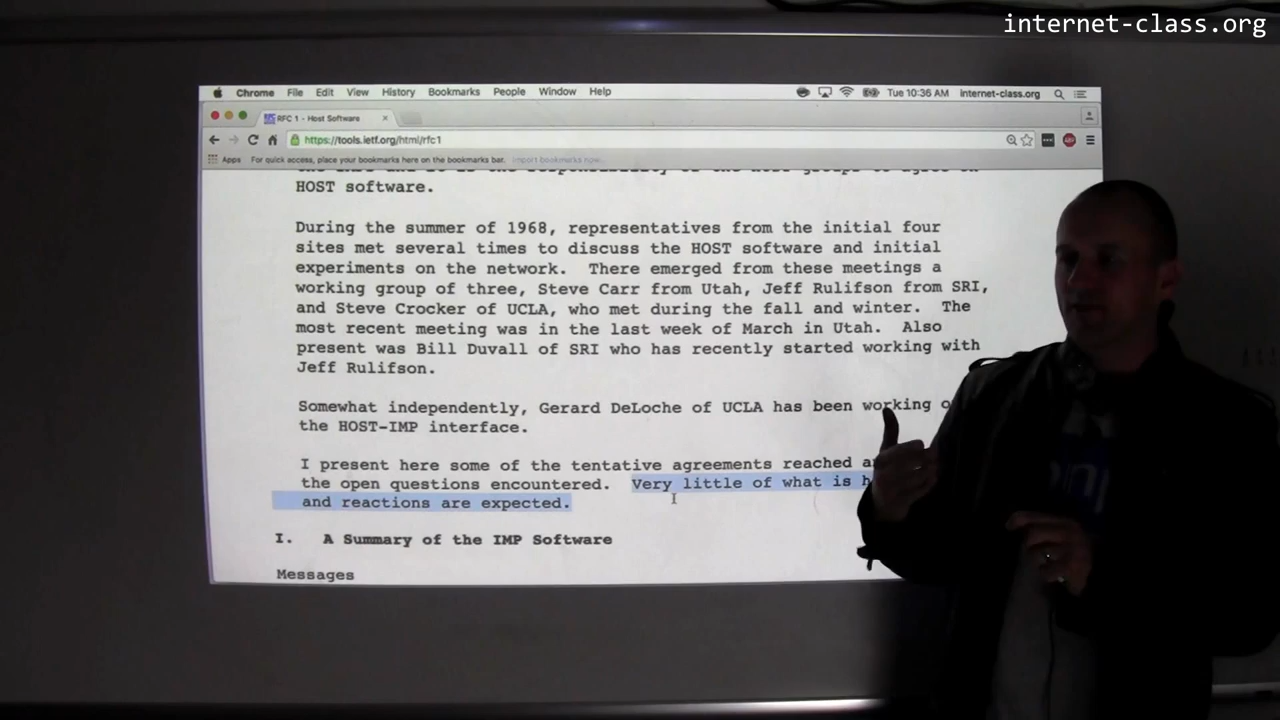 internet-class.org
Chrome File Edit View History Bookmarks People Window Help Tue 10:36 AM internet-class.org
RFC 1 - Host Software
https://tools.ietf.org/html/rfc1
Apps For quick access, place your bookmarks here on the bookmarks bar. Import bookmarks now...
HOST software.
During the summer of 1968, representatives from the initial four
sites met several times to discuss the HOST software and initial
experiments on the network. There emerged from these meetings a
working group of three, Steve Carr from Utah, Jeff Rulifson from SRI,
and Steve Crocker of UCLA, who met during the fall and winter. The
most recent meeting was in the last week of March in Utah. Also
present was Bill Duvall of SRI who has recently started working with
Jeff Rulifson.
Somewhat independently, Gerard DeLoche of UCLA has been working
the HOST-IMP interface.
I present here some of the tentative agreements reached
the open questions encountered. Very little of what is
and reactions are expected.
I. A Summary of the IMP Software
Messages